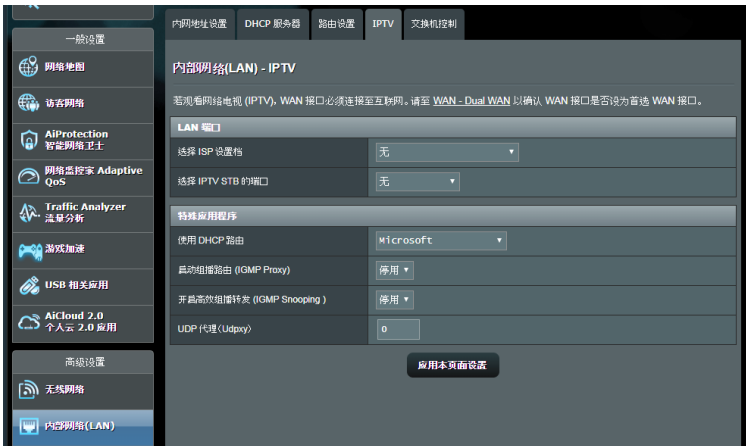 一般设置
网络地图
访客网络
AiProtection
智能网络卫士
网络监控家 Adaptive
QoS
Traffic Analyzer
流量分析
游戏加速
USB 相关应用
AiCloud 2.0
个人云 2.0 应用
高级设置
无线网络
内部网络(LAN)
内网地址设置 DHCP 服务器 路由设置 IPTV 交换机控制
内部网络(LAN) - IPTV
若观看网络电视 (IPTV), WAN 接口必须连接至互联网。请至 WAN - Dual WAN 以确认 WAN 接口是否设为首选 WAN 接口。
LAN 端口
选择 ISP 设置档 无
选择 IPTV STB 的端口 无
特殊应用程序
使用 DHCP 路由 Microsoft
启动组播路由 (IGMP Proxy) 停用
开启高效组播转发 (IGMP Snooping ) 停用
UDP 代理(Udpxy) 0
应用本页面设置